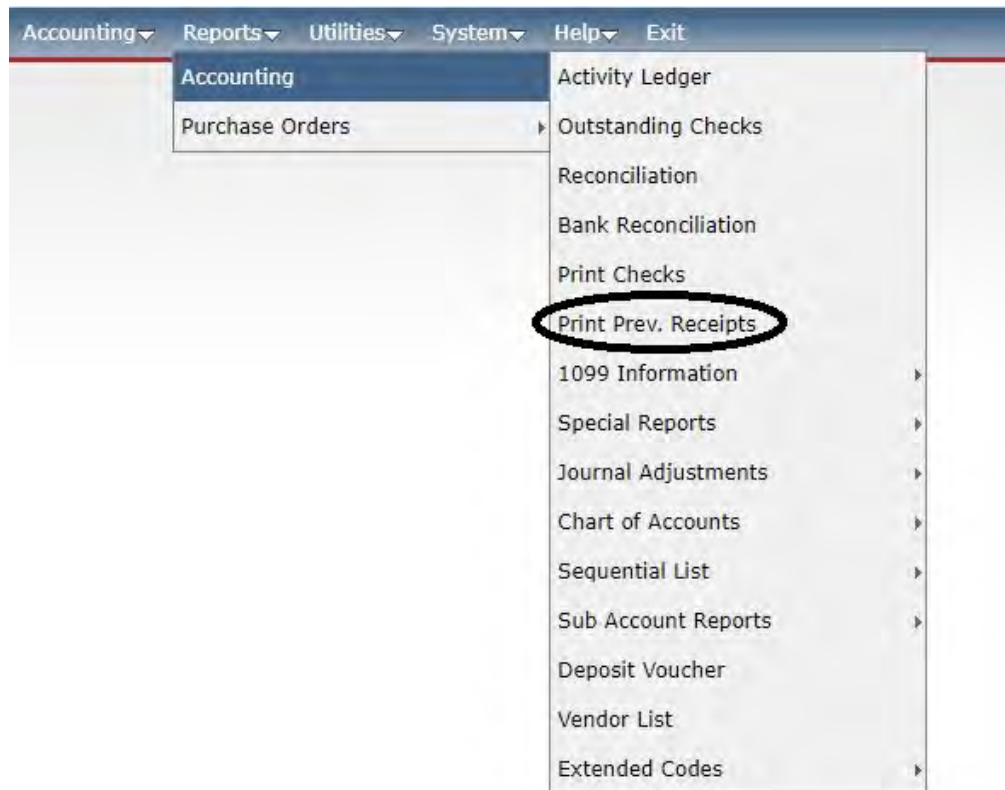 Accounting Reports Utilities System Help Exit
Accounting
Purchase Orders
Activity Ledger
Outstanding Checks
Reconciliation
Bank Reconciliation
Print Checks
Print Prev. Receipts
1099 Information
Special Reports
Journal Adjustments
Chart of Accounts
Sequential List
Sub Account Reports
Deposit Voucher
Vendor List
Extended Codes